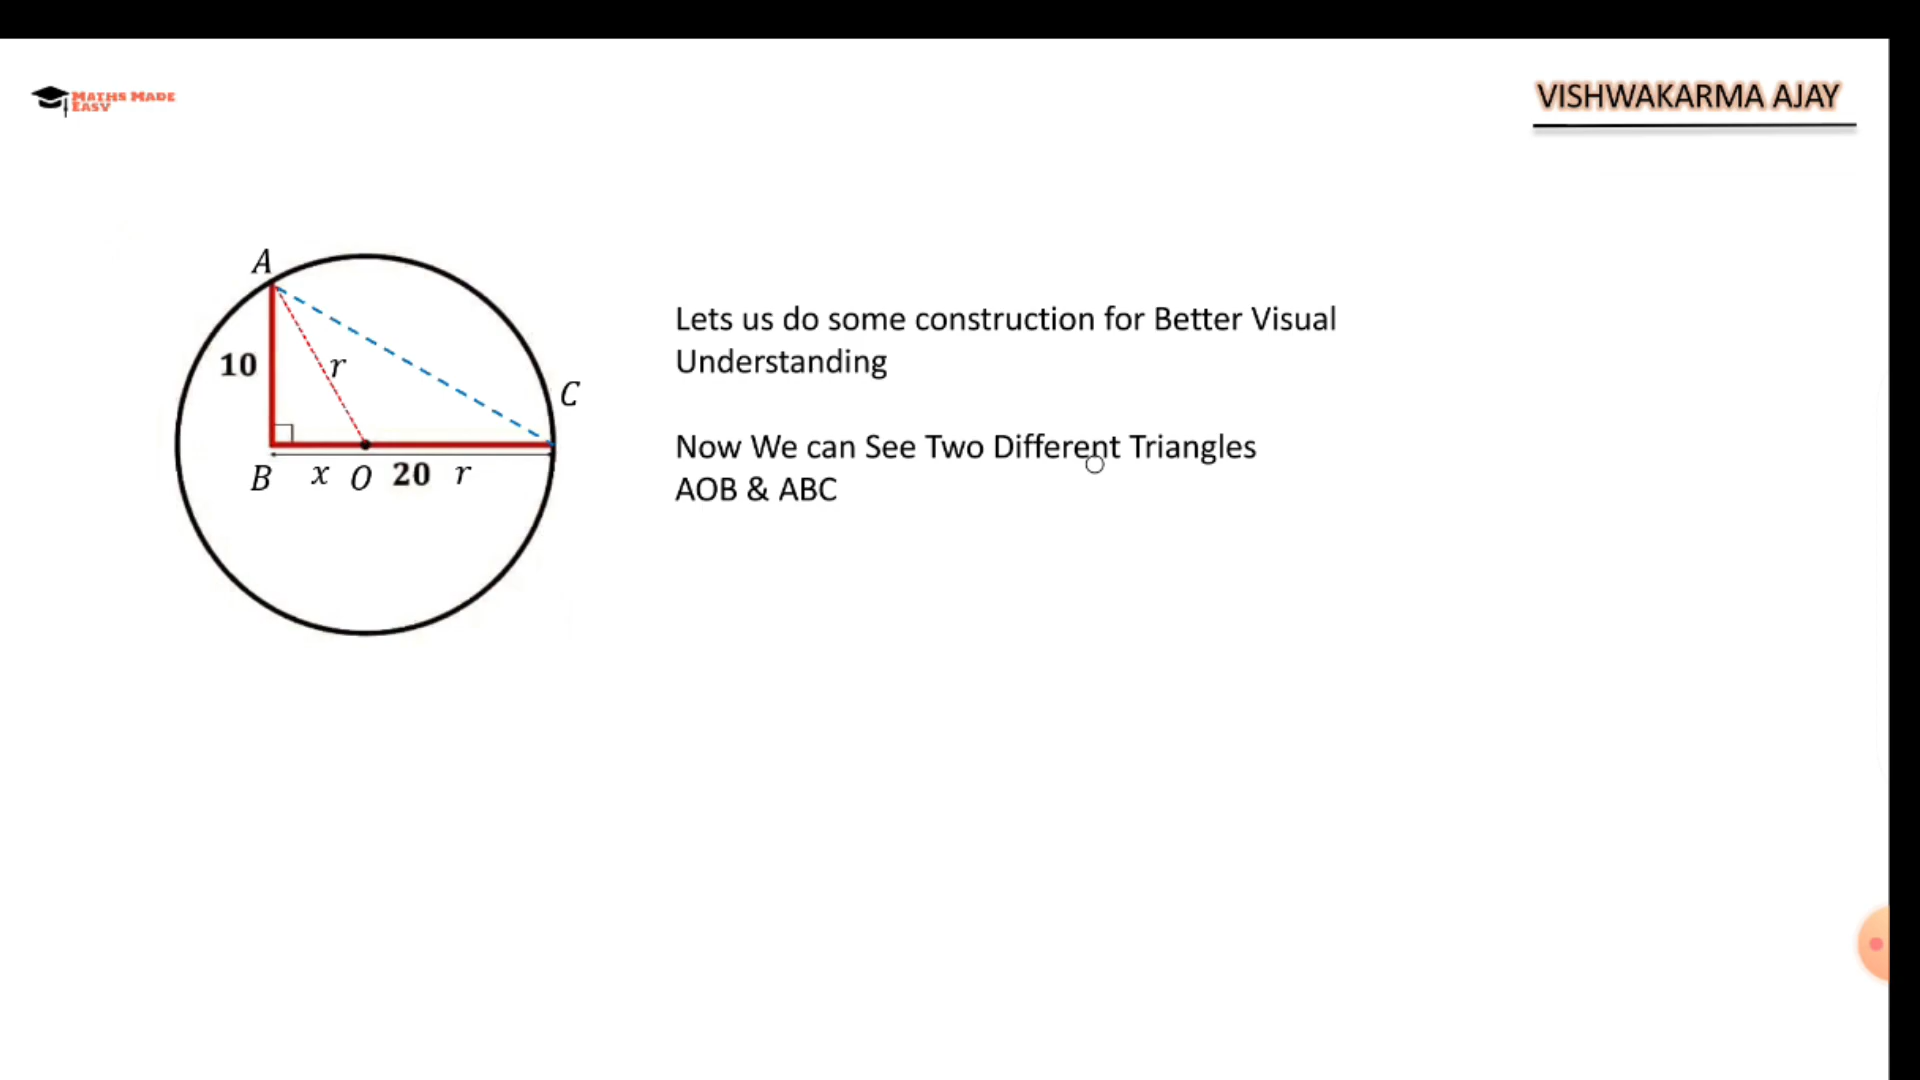 MATHS MADE
EASY
VISHWAKARMA AJAY
A
10
r
C
B x O 20 r
Lets us do some construction for Better Visual
Understanding
Now We can See Two Different Triangles
AOB & ABC